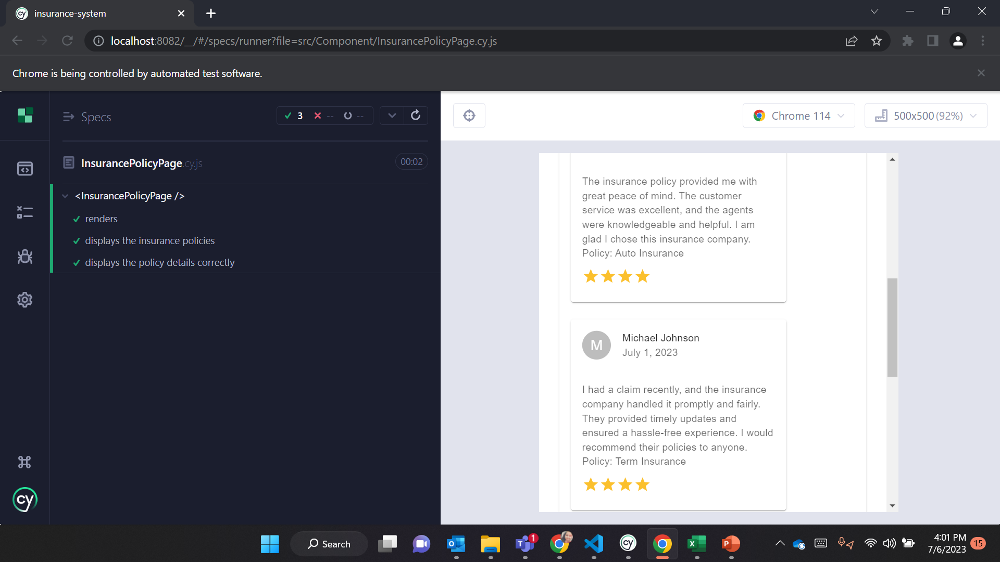 cy insurance-system
localhost:8082/__/#/specs/runner?file=src/Component/InsurancePolicyPage.cy.js
Chrome is being controlled by automated test software.
Specs
3 -- --
InsurancePolicyPage.cy.js
00:02
<InsurancePolicyPage />
renders
displays the insurance policies
displays the policy details correctly
cy
Chrome 114
500x500 (92%)
The insurance policy provided me with
great peace of mind. The customer
service was excellent, and the agents
were knowledgeable and helpful. I am
glad I chose this insurance company.
Policy: Auto Insurance
M
Michael Johnson
July 1, 2023
I had a claim recently, and the insurance
company handled it promptly and fairly.
They provided timely updates and
ensured a hassle-free experience. I would
recommend their policies to anyone.
Policy: Term Insurance
Search
O
T
1
cy
X
P
4:01 PM
7/6/2023
15